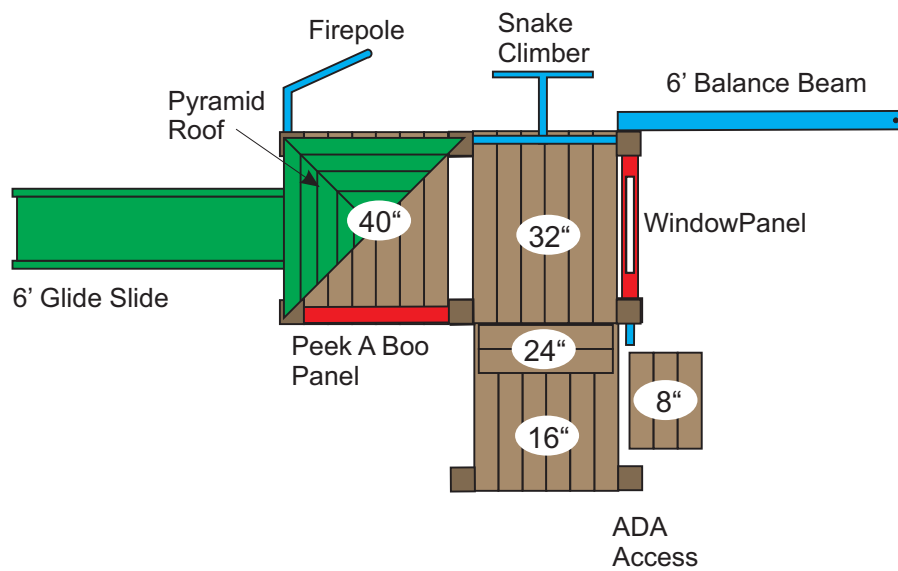 Firepole
Snake
Climber
6’ Balance Beam
Pyramid
Roof
40“
32“
WindowPanel
6’ Glide Slide
Peek A Boo
Panel
24“
8“
16“
ADA
Access